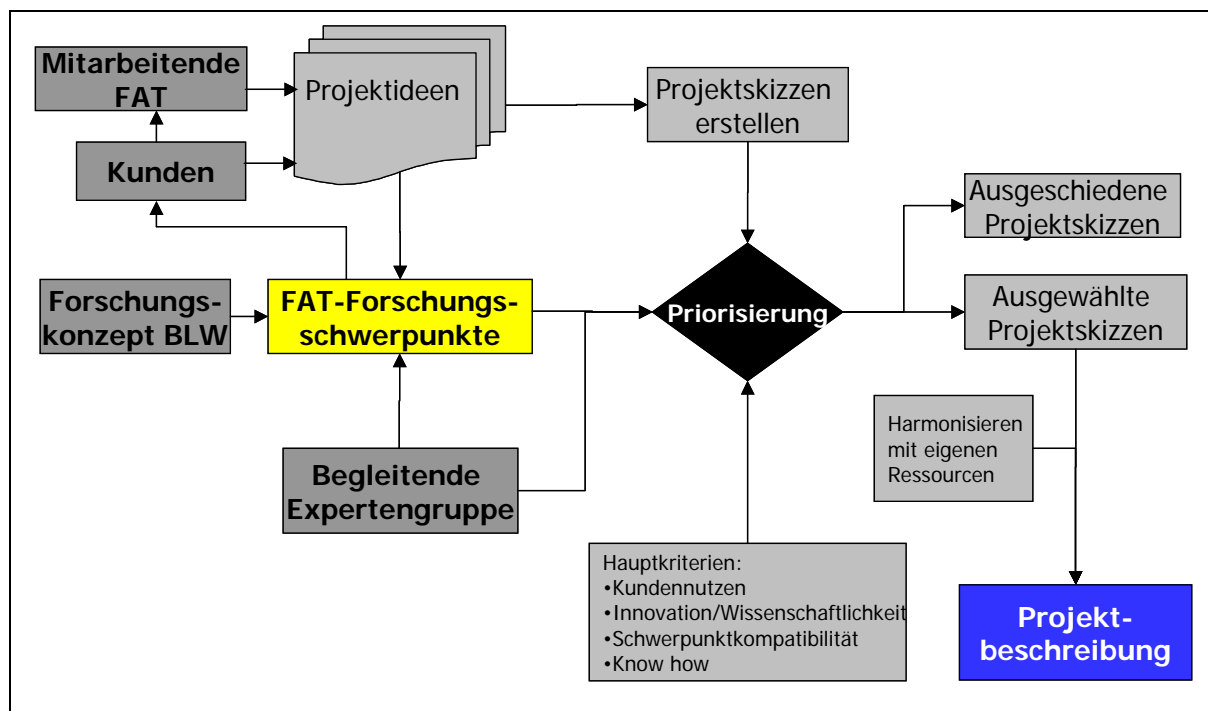 Mitarbeitende
FAT
Projektideen
Projektskizzen
erstellen
Kunden
Ausgeschiedene
Projektskizzen
Forschungs-
konzept BLW
FAT-Forschungs-
schwerpunkte
Priorisierung
Ausgewählte
Projektskizzen
Harmonisieren
mit eigenen
Ressourcen
Begleitende
Expertengruppe
Hauptkriterien:
•Kundennutzen
•Innovation/Wissenschaftlichkeit
•Schwerpunktkompatibilität
•Know how
Projekt-
beschreibung